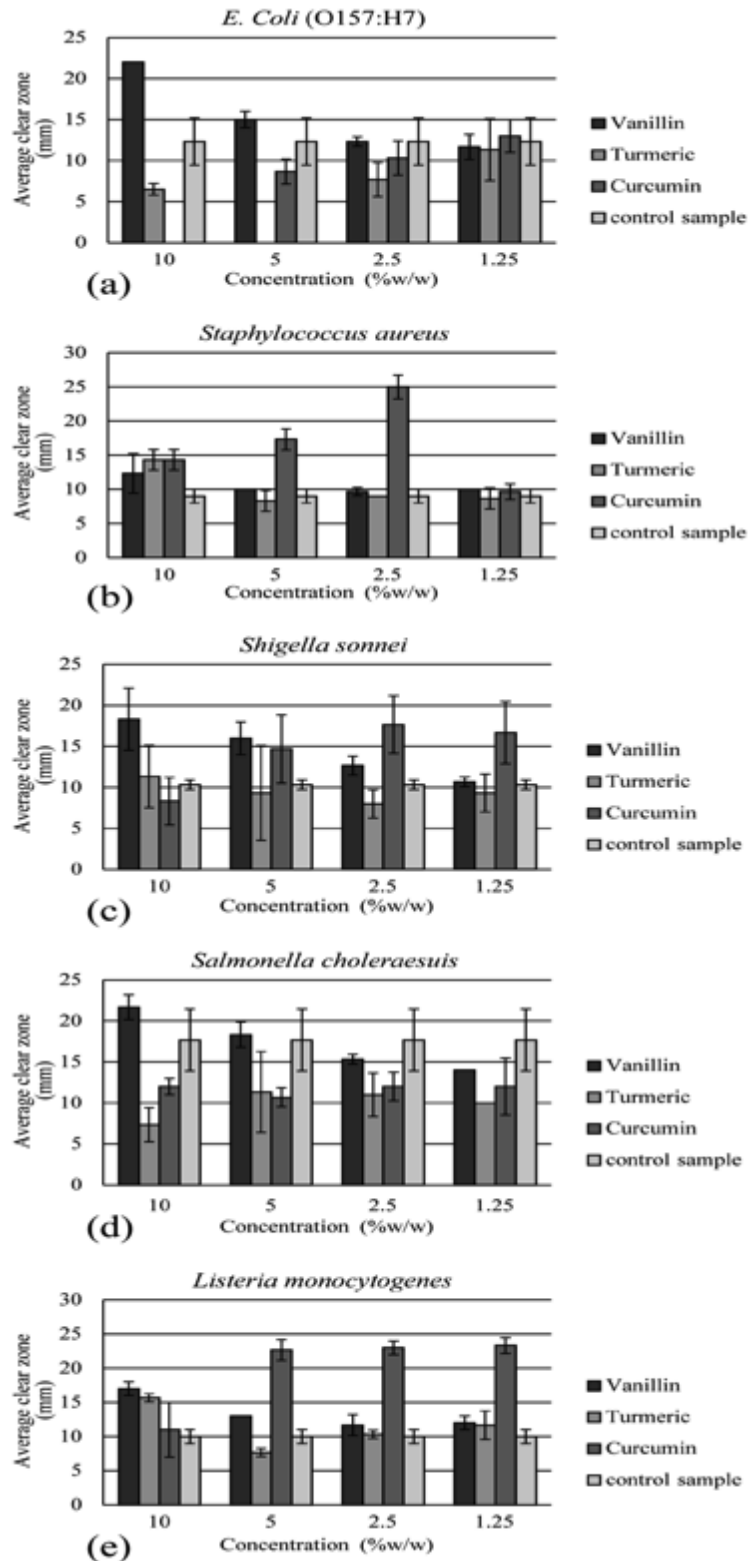 E. Coli (O157:H7)
Average clear zone
(mm)
25
20
15
10
5
0
10
5
2.5
1.25
Concentration (%w/w)
Vanillin
Turmeric
Curcumin
control sample
(a)
Staphylococcus aureus
Average clear zone
(mm)
30
25
20
15
10
5
0
10
5
2.5
1.25
Concentration (%w/w)
Vanillin
Turmeric
Curcumin
control sample
(b)
Shigella sonnei
Average clear zone
(mm)
25
20
15
10
5
0
10
5
2.5
1.25
Concentration (%w/w)
Vanillin
Turmeric
Curcumin
control sample
(c)
Salmonella choleraesuis
Average clear zone
(mm)
25
20
15
10
5
0
10
5
2.5
1.25
Concentration (%w/w)
Vanillin
Turmeric
Curcumin
control sample
(d)
Listeria monocytogenes
Average clear zone
(mm)
30
25
20
15
10
5
0
10
5
2.5
1.25
Concentration (%w/w)
Vanillin
Turmeric
Curcumin
control sample
(e)